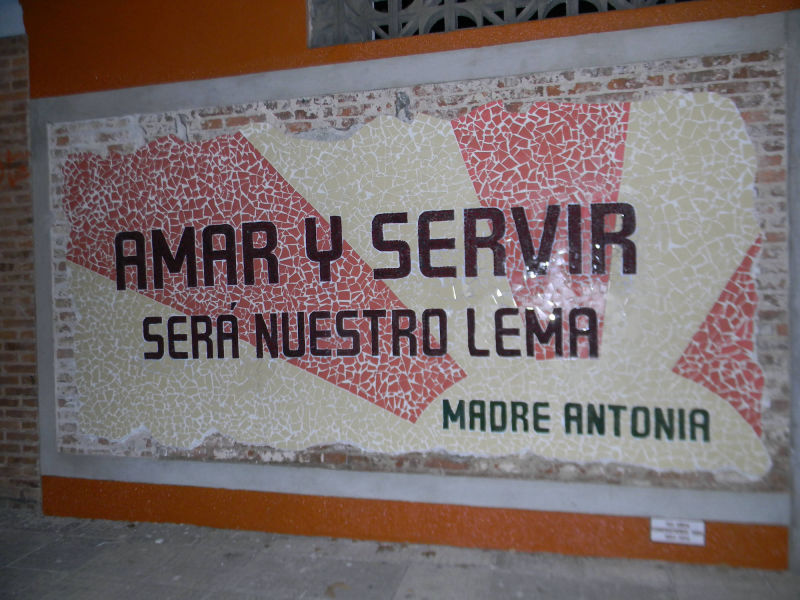 AMAR Y SERVIR
SERÁ NUESTRO LEMA
MADRE ANTONIA